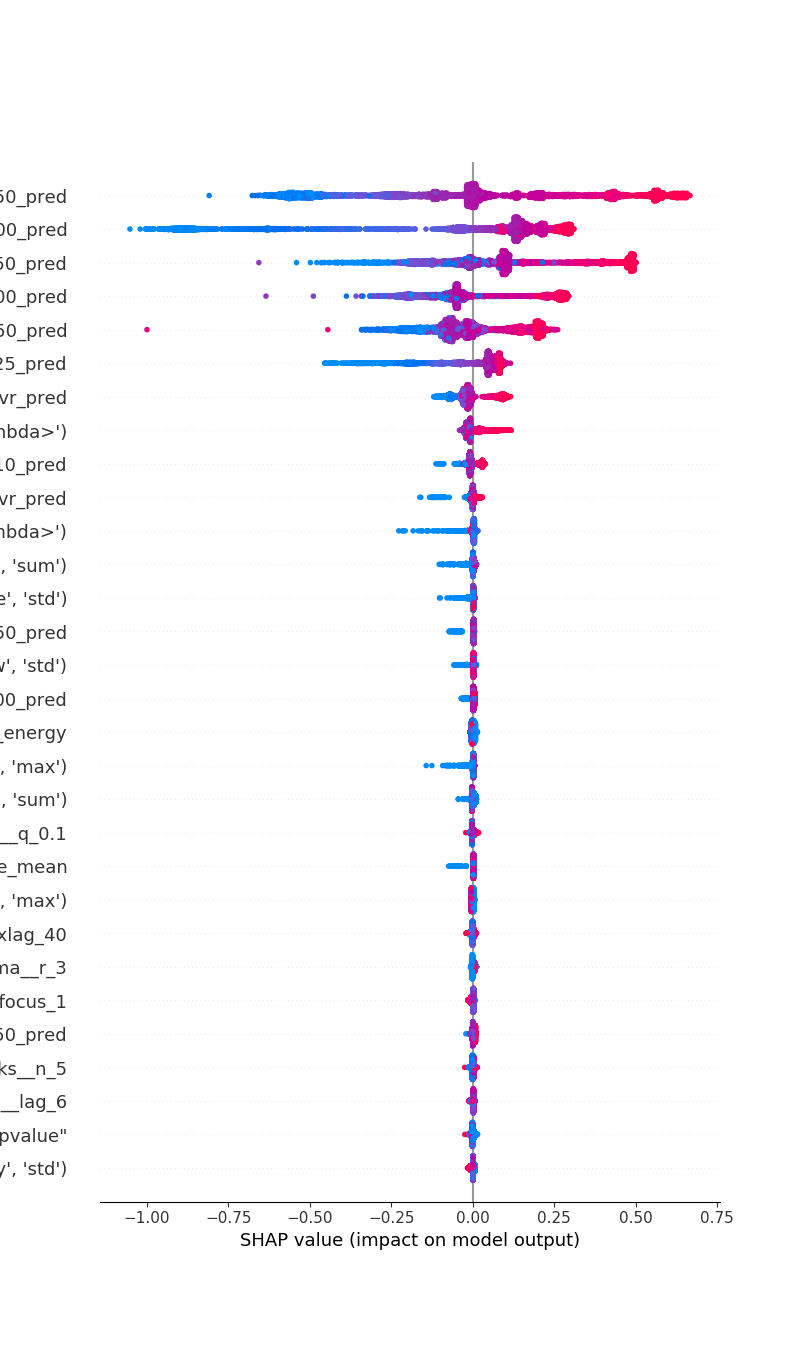 50_pred
00_pred
50_pred
00_pred
50_pred
25_pred
vr_pred
nbda>')
10_pred
vr_pred
nbda>')
, 'sum')
e', 'std')
50_pred
v', 'std')
00_pred
_energy
, 'max')
, 'sum')
__q_0.1
e_mean
, 'max')
xlag_40
ma__r_3
focus_1
50_pred
ks__n_5
__lag_6
pvalue"
y', 'std')
−1.00 −0.75 −0.50 −0.25 0.00 0.25 0.50 0.75
SHAP value (impact on model output)